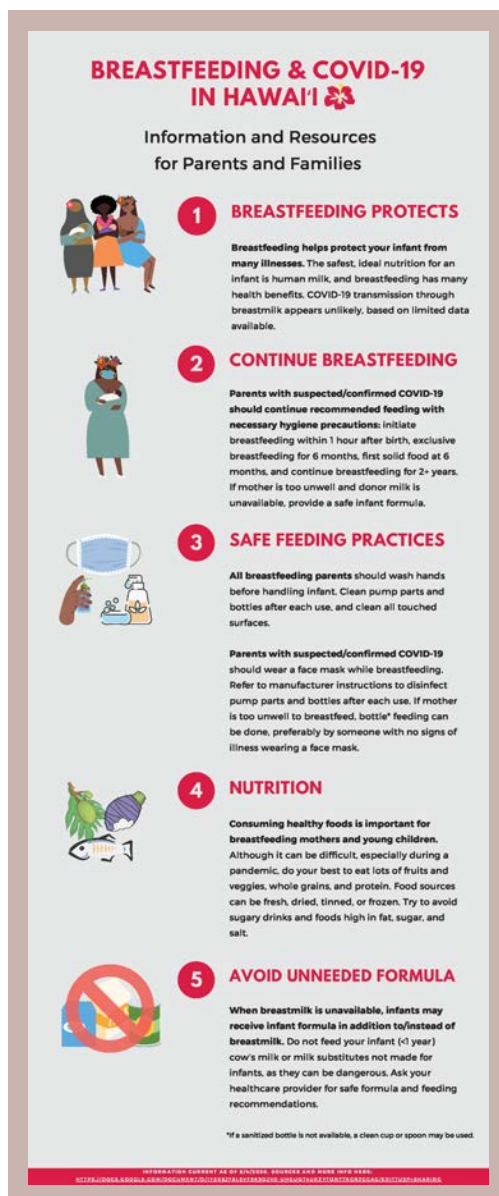 BREASTFEEDING & COVID-19
IN HAWAIʻI
Information and Resources
for Parents and Families
1 BREASTFEEDING PROTECTS
Breastfeeding helps protect your infant from
many illnesses. The safest, ideal nutrition for an
infant is human milk, and breastfeeding has many
health benefits. COVID-19 transmission through
breastmilk appears unlikely, based on limited data
available.
2 CONTINUE BREASTFEEDING
Parents with suspected/confirmed COVID-19
should continue recommended feeding with
necessary hygiene precautions: initiate
breastfeeding within 1 hour after birth, exclusive
breastfeeding for 6 months, first solid food at 6
months, and continue breastfeeding for 2+ years.
If mother is too unwell and donor milk is
unavailable, provide a safe infant formula.
3 SAFE FEEDING PRACTICES
All breastfeeding parents should wash hands
before handling infant. Clean pump parts and
bottles after each use, and clean all touched
surfaces.
Parents with suspected/confirmed COVID-19
should wear a face mask while breastfeeding.
Refer to manufacturer instructions to disinfect
pump parts and bottles after each use. If mother
is too unwell to breastfeed, bottle* feeding can
be done, preferably by someone with no signs of
illness wearing a face mask.
4 NUTRITION
Consuming healthy foods is important for
breastfeeding mothers and young children.
Although it can be difficult, especially during a
pandemic, do your best to eat lots of fruits and
veggies, whole grains, and protein. Food sources
can be fresh, dried, tinned, or frozen. Try to avoid
sugary drinks and foods high in fat, sugar, and
salt.
5 AVOID UNNEEDED FORMULA
When breastmilk is unavailable, infants may
receive infant formula in addition to/instead of
breastmilk. Do not feed your infant (<1 year)
cow's milk or milk substitutes not made for
infants, as they can be dangerous. Ask your
healthcare provider for safe formula and feeding
recommendations.
*If a sanitized bottle is not available, a clean cup or spoon may be used.
INFORMATION CURRENT AS OF 5/4/2020. SOURCES AND MORE INFO HERE: